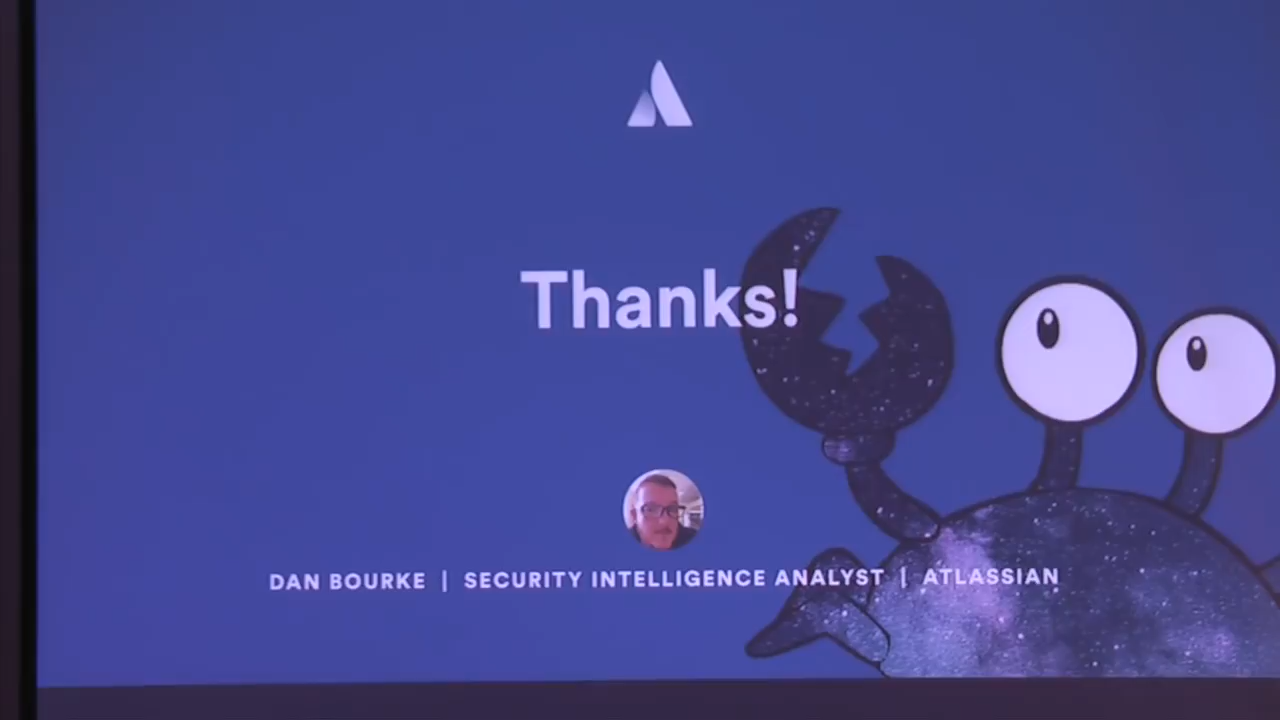 Thanks!
DAN BOURKE | SECURITY INTELLIGENCE ANALYST | ATLASSIAN